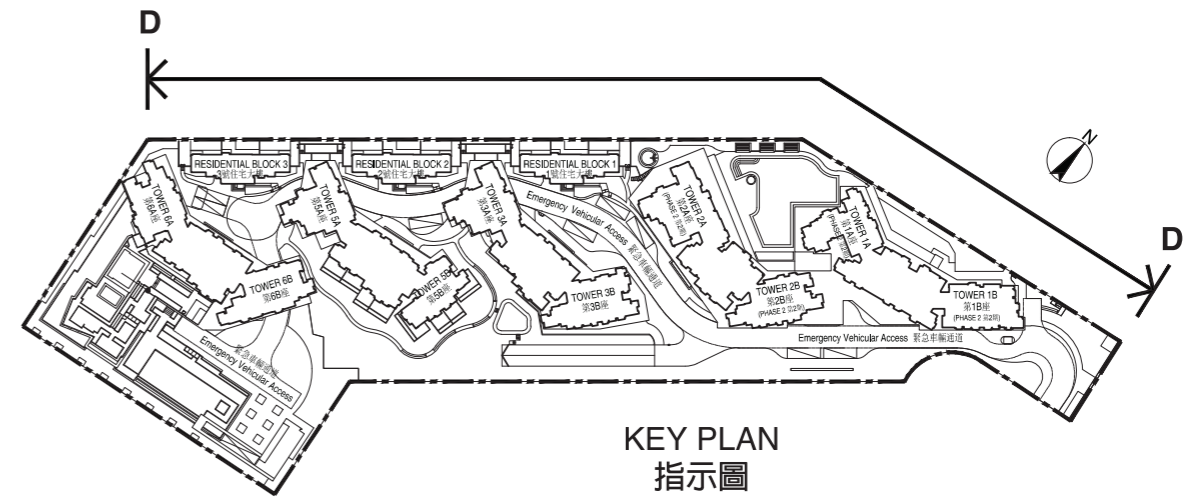 D
N
RESIDENTIAL BLOCK 3
3號住宅大樓
RESIDENTIAL BLOCK 2
2號住宅大樓
RESIDENTIAL BLOCK 1
1號住宅大樓
TOWER 6A
第6A座
TOWER 5A
第5A座
TOWER 3A
第3A座
Emergency Vehicular Access 緊急車輛通道
TOWER 2A
第2A座
(PHASE 2 第2期)
TOWER 1A
第1A座
(PHASE 2 第2期)
D
TOWER 6B
第6B座
TOWER 5B
第5B座
TOWER 3B
第3B座
TOWER 2B
第2B座
(PHASE 2 第2期)
TOWER 1B
第1B座
(PHASE 2 第2期)
Emergency Vehicular Access 緊急車輛通道
緊急車輛通道
Emergency Vehicular Access
KEY PLAN
指示圖